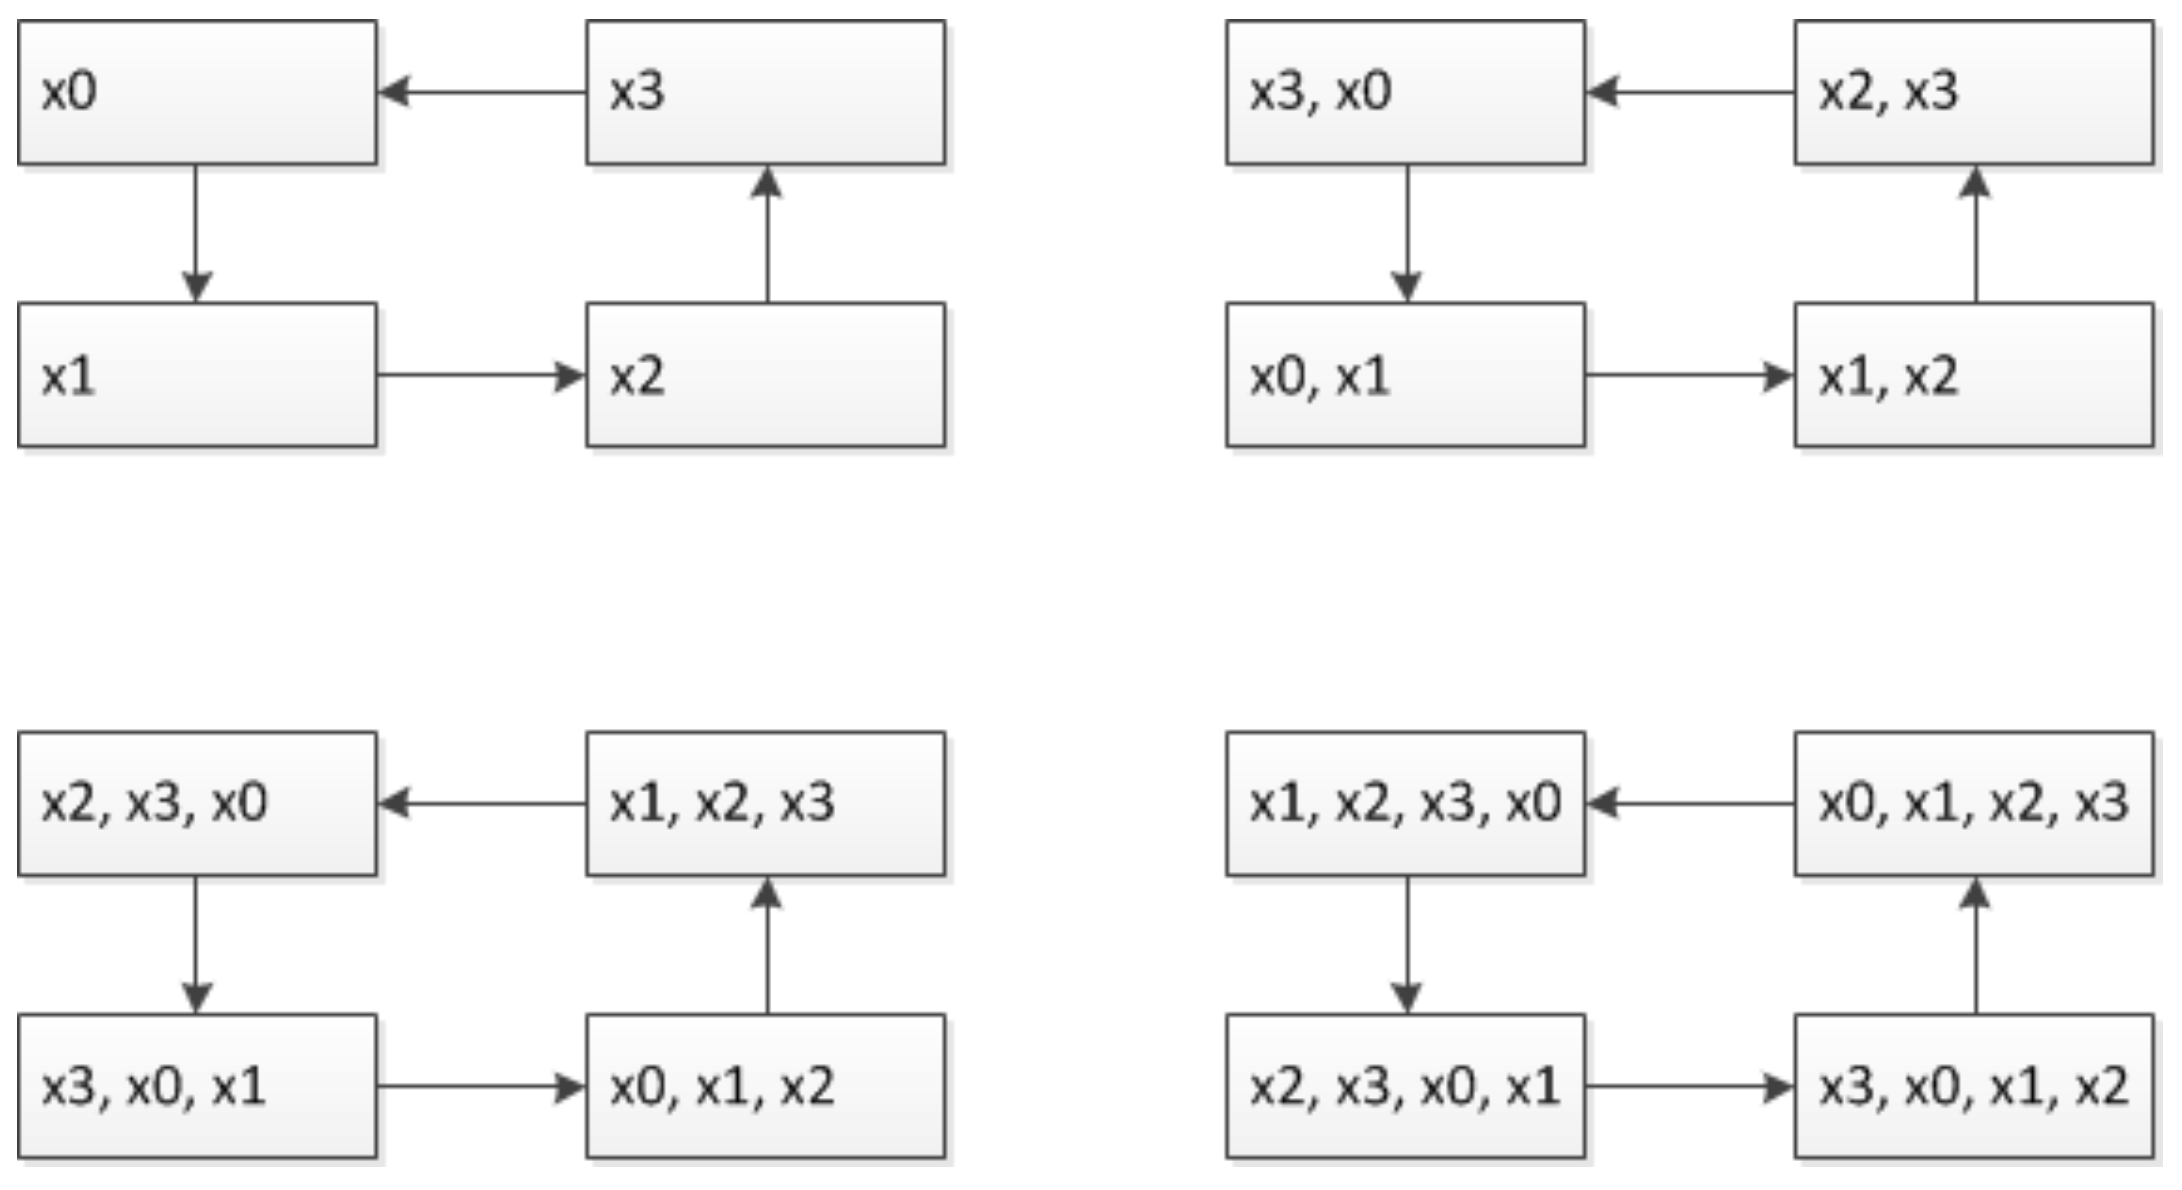 x0
x3
x1
x2
x3, x0
x2, x3
x0, x1
x1, x2
x2, x3, x0
x1, x2, x3
x3, x0, x1
x0, x1, x2
x1, x2, x3, x0
x0, x1, x2, x3
x2, x3, x0, x1
x3, x0, x1, x2